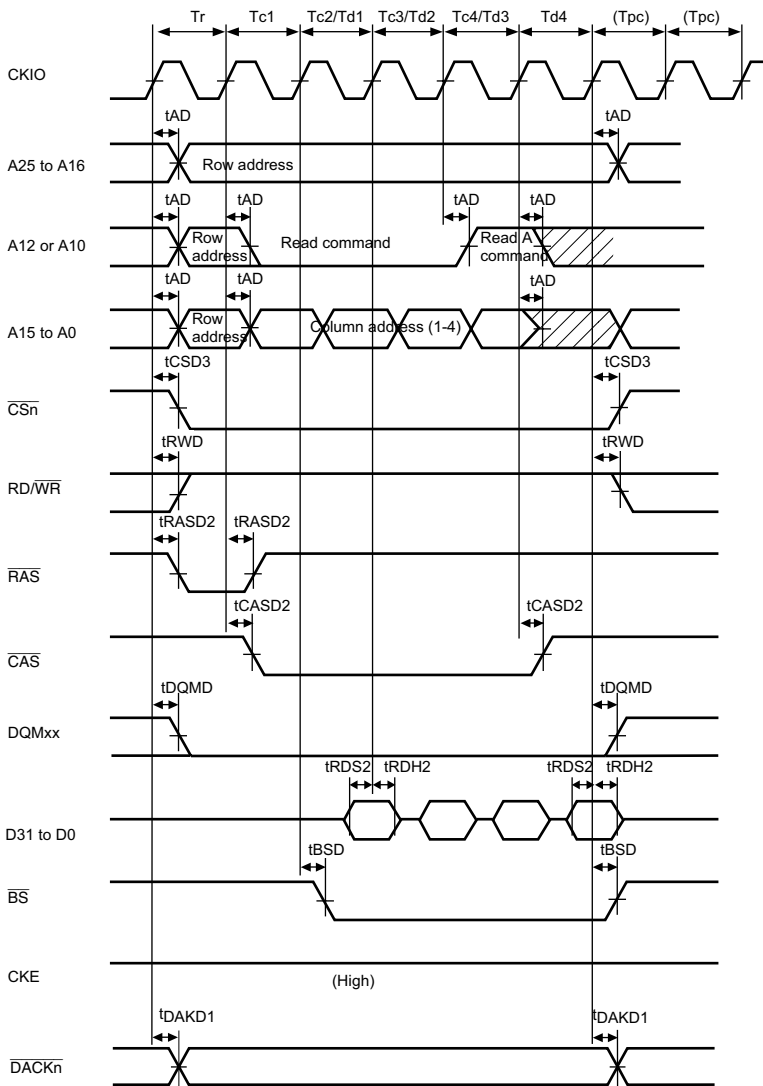 Tr Tc1 Tc2/Td1 Tc3/Td2 Tc4/Td3 Td4 (Tpc) (Tpc)
CKIO
tAD tAD
A25 to A16 Row address
tAD tAD tAD tAD
A12 or A10 Row address Read command Read A command
tAD tAD tAD
A15 to A0 Row address Column address (1-4)
tCSD3 tCSD3
CSn
tRWD tRWD
RD/WR
tRASD2 tRASD2
RAS
tCASD2 tCASD2
CAS
tDQMD tDQMD
DQMxx
tRDS2 tRDH2 tRDS2 tRDH2
D31 to D0
tBSD tBSD
BS
CKE (High)
tDAKD1 tDAKD1
DACKn